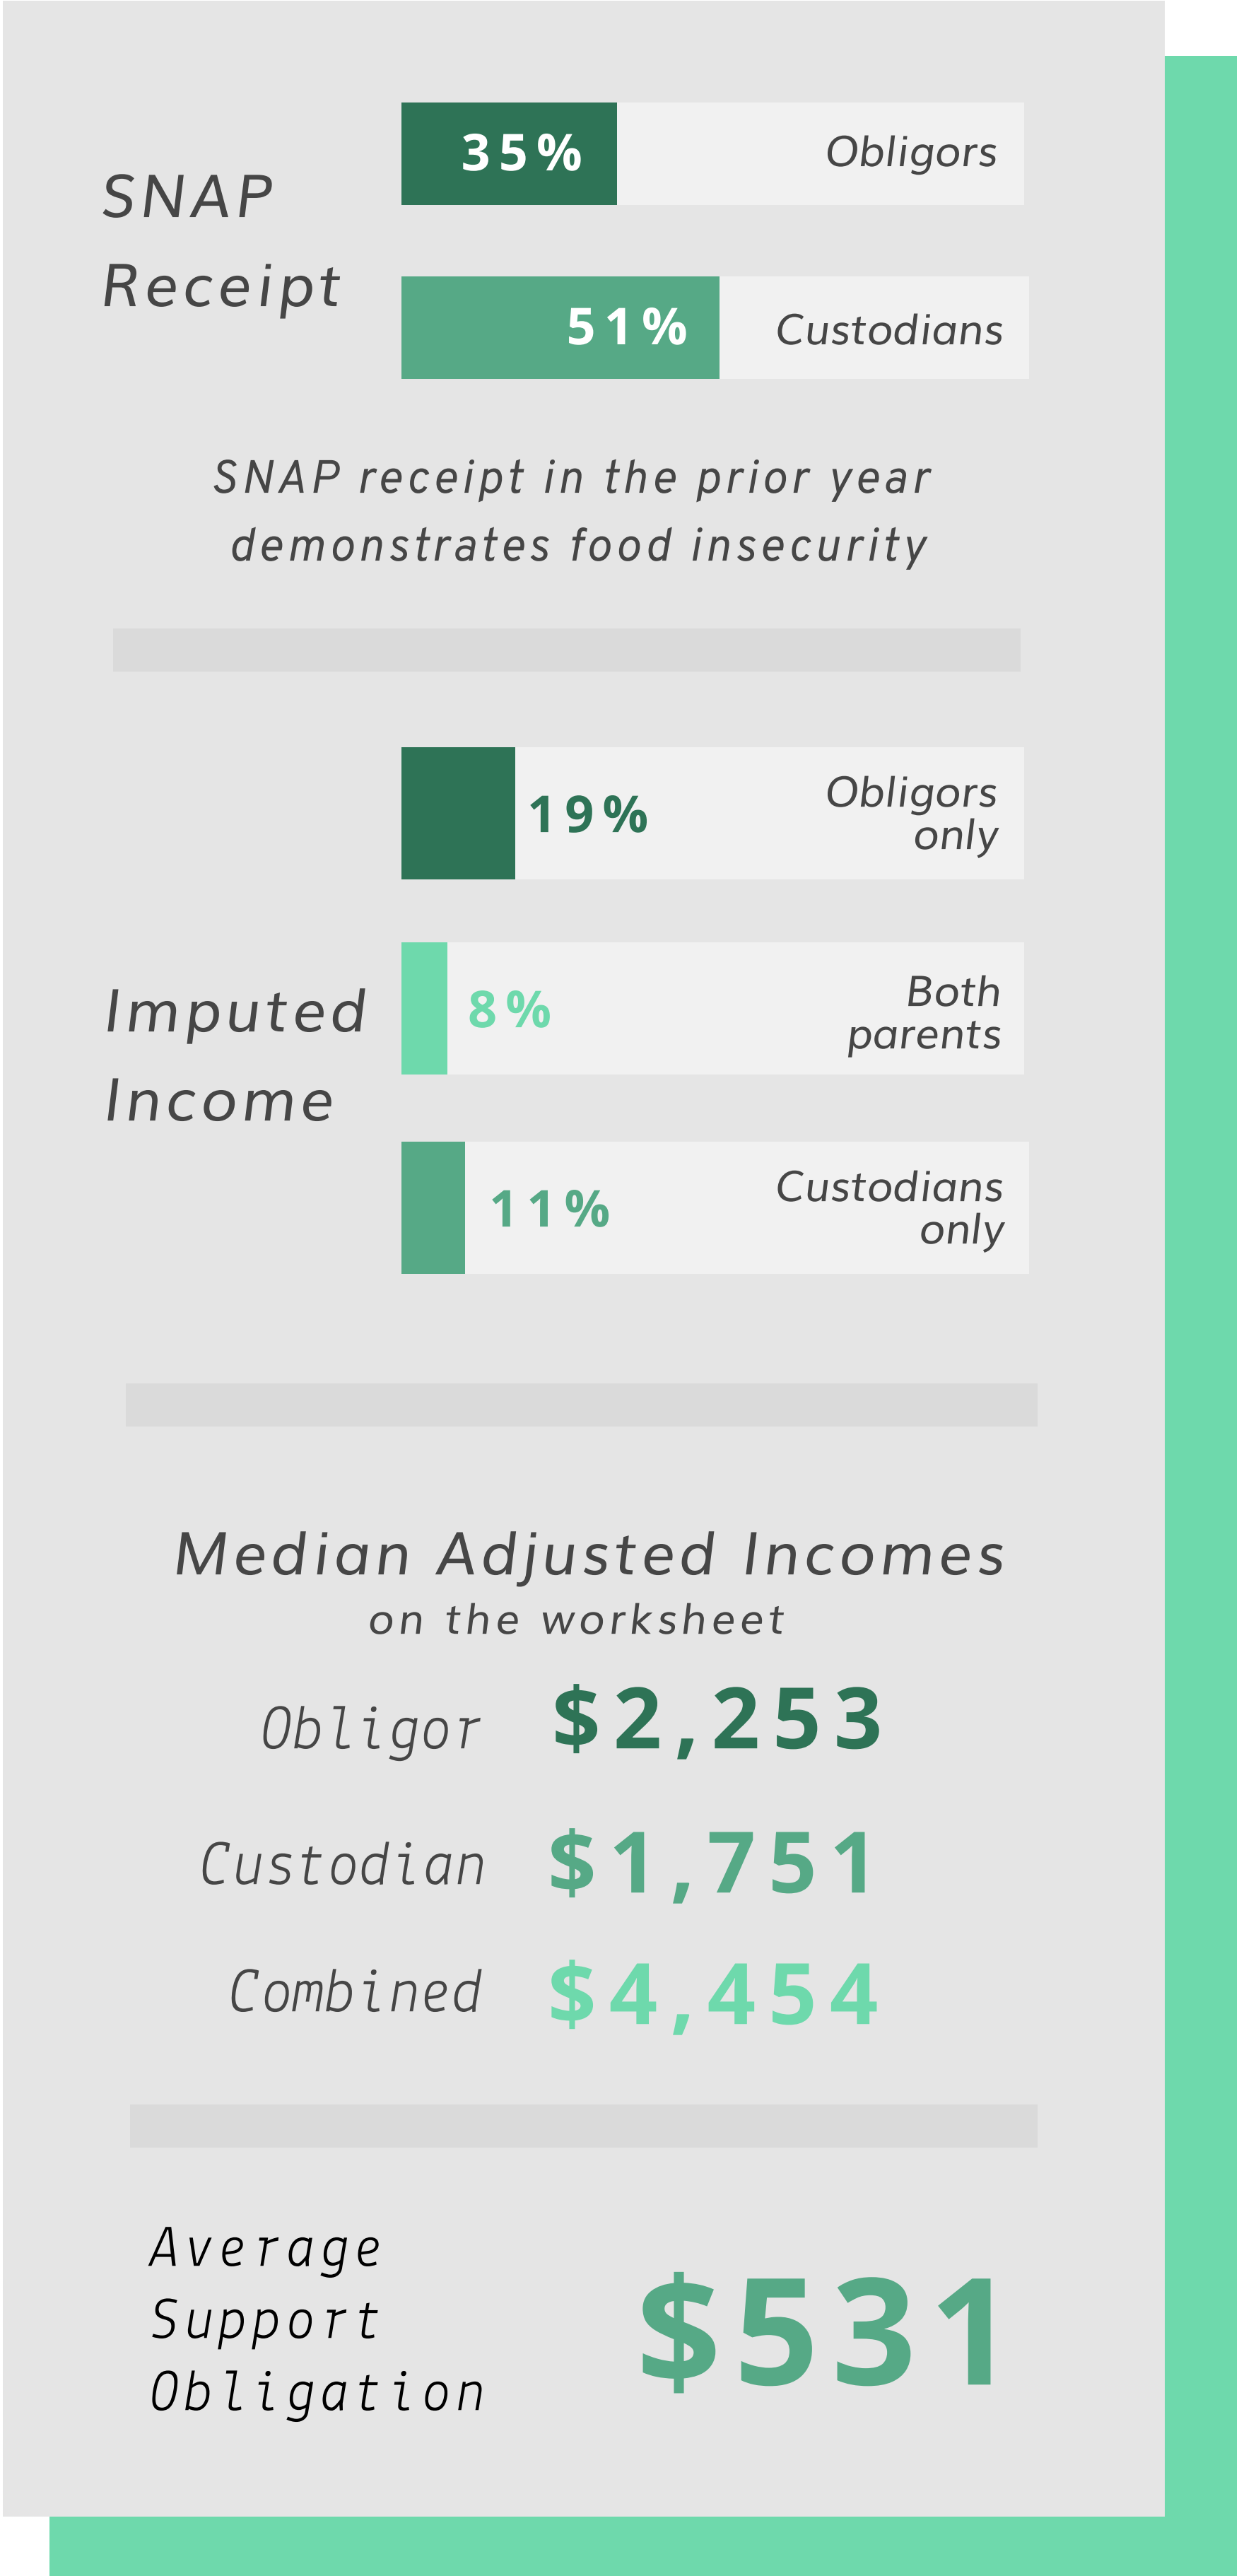 SNAP
Receipt
35%
Obligors
51%
Custodians
SNAP receipt in the prior year
demonstrates food insecurity
Imputed
Income
19%
Obligors
only
8%
Both
parents
11%
Custodians
only
Median Adjusted Incomes
on the worksheet
Obligor $2,253
Custodian $1,751
Combined $4,454
Average
Support
Obligation
$531